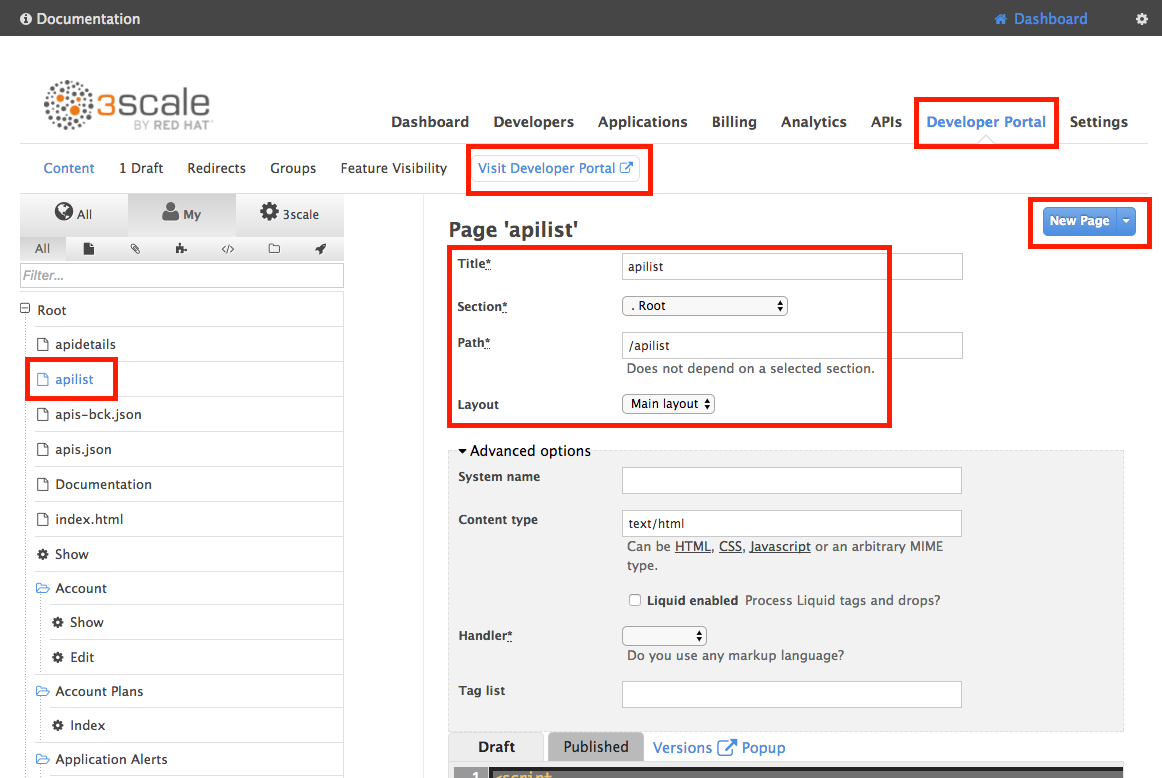 Documentation
Dashboard
3scale
BY RED HAT
Dashboard Developers Applications Billing Analytics APIs Developer Portal Settings
Content 1 Draft Redirects Groups Feature Visibility Visit Developer Portal
All My 3scale
All
Filter...
Root
apidetails
apilist
apis-bck.json
apis.json
Documentation
index.html
Show
Account
Show
Edit
Account Plans
Index
Application Alerts
Page 'apilist'
New Page
Title* apilist
Section* . Root
Path* /apilist
Does not depend on a selected section.
Layout Main layout
Advanced options
System name
Content type text/html
Can be HTML, CSS, Javascript or an arbitrary MIME
type.
Liquid enabled Process Liquid tags and drops?
Handler*
Do you use any markup language?
Tag list
Draft Published Versions Popup
1 <script